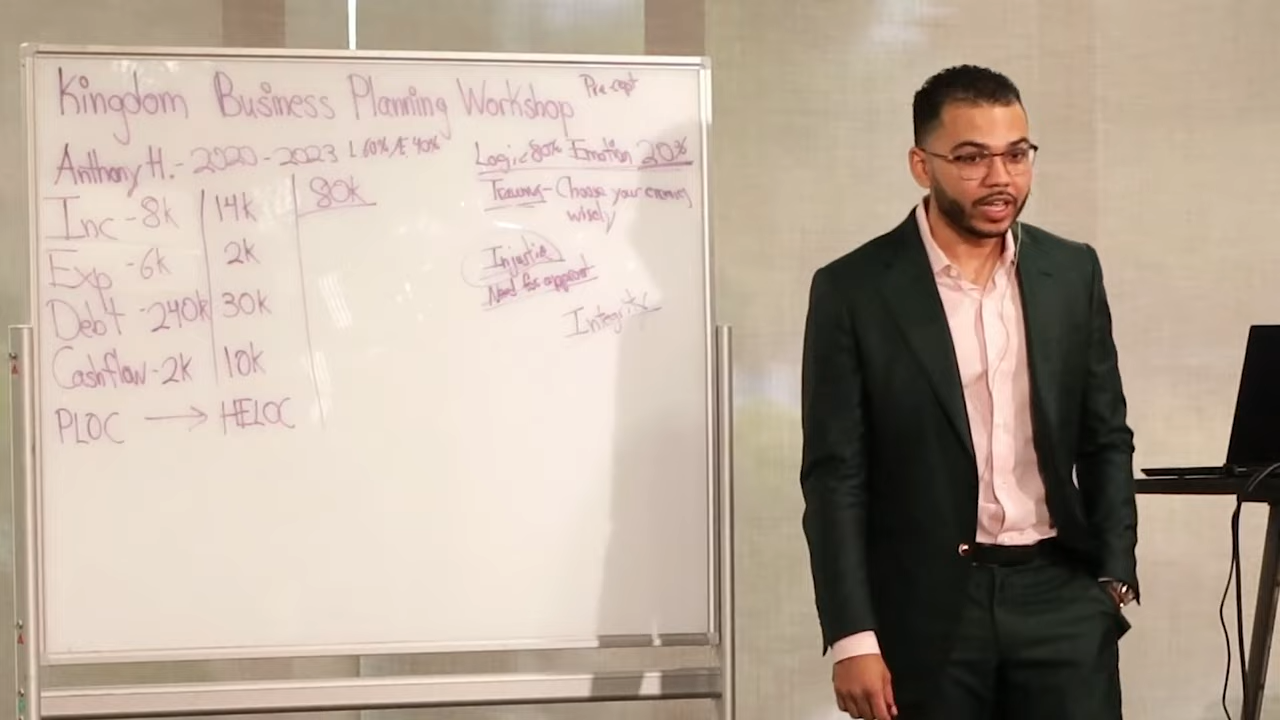 Kingdom Business Planning Workshop
Pre-cept
Anthony H. - 2020 - 2023 L 60% / E 40%
Inc - 8k 14k 80k
Exp - 6k 2k
Debt - 240k 30k
Cashflow - 2k 10k
PLOC → HELOC
Logic 80% Emotion 20%
Choose your enemy
wisely
Injustice
Need for approval
Integrity